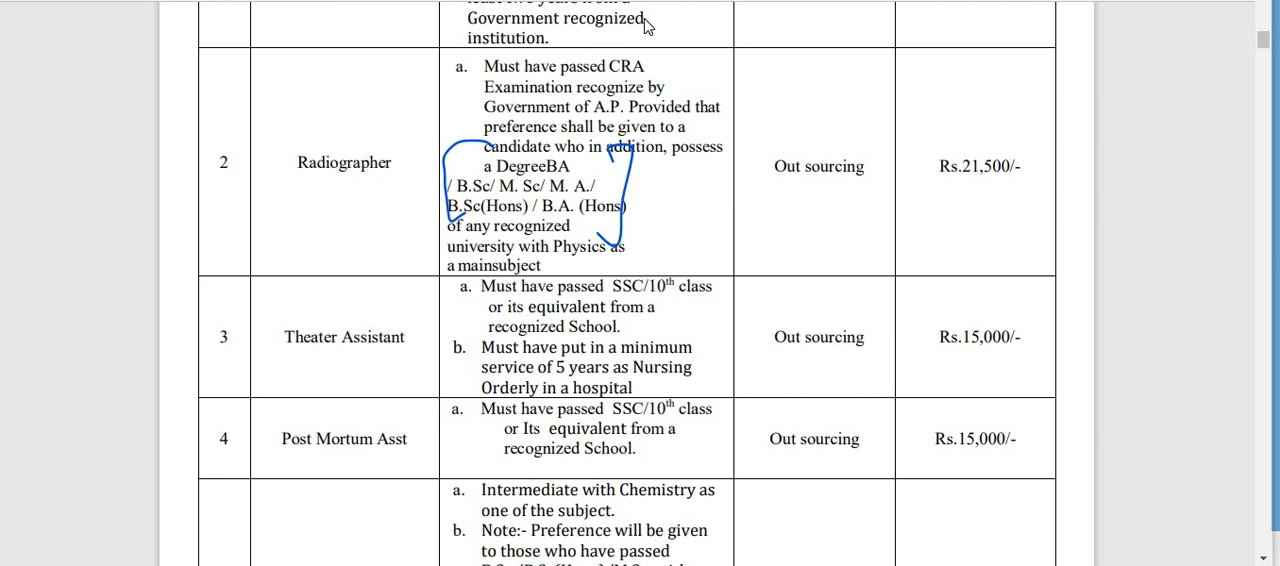 Government recognized
institution.
2
Radiographer
a. Must have passed CRA
Examination recognize by
Government of A.P. Provided that
preference shall be given to a
candidate who in addition, possess
a DegreeBA
/ B.Sc/ M. Sc/ M. A./
B.Sc(Hons) / B.A. (Hons)
of any recognized
university with Physics as
a mainsubject
Out sourcing
Rs.21,500/-
3
Theater Assistant
a. Must have passed SSC/10th class
or its equivalent from a
recognized School.
b. Must have put in a minimum
service of 5 years as Nursing
Orderly in a hospital
Out sourcing
Rs.15,000/-
4
Post Mortum Asst
a. Must have passed SSC/10th class
or Its equivalent from a
recognized School.
Out sourcing
Rs.15,000/-
a. Intermediate with Chemistry as
one of the subject.
b. Note:- Preference will be given
to those who have passed